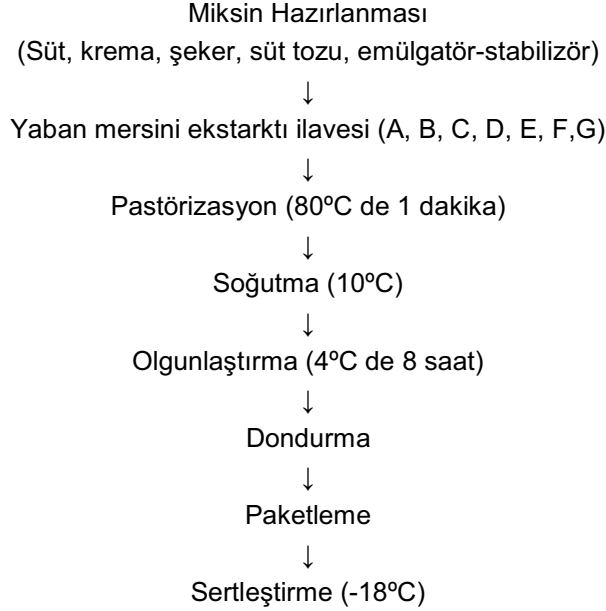 Miksin Hazırlanması
(Süt, krema, şeker, süt tozu, emülgatör-stabilizör)
↓
Yaban mersini ekstarktı ilavesi (A, B, C, D, E, F,G)
↓
Pastörizasyon (80ºC de 1 dakika)
↓
Soğutma (10ºC)
↓
Olgunlaştırma (4ºC de 8 saat)
↓
Dondurma
↓
Paketleme
↓
Sertleştirme (-18ºC)